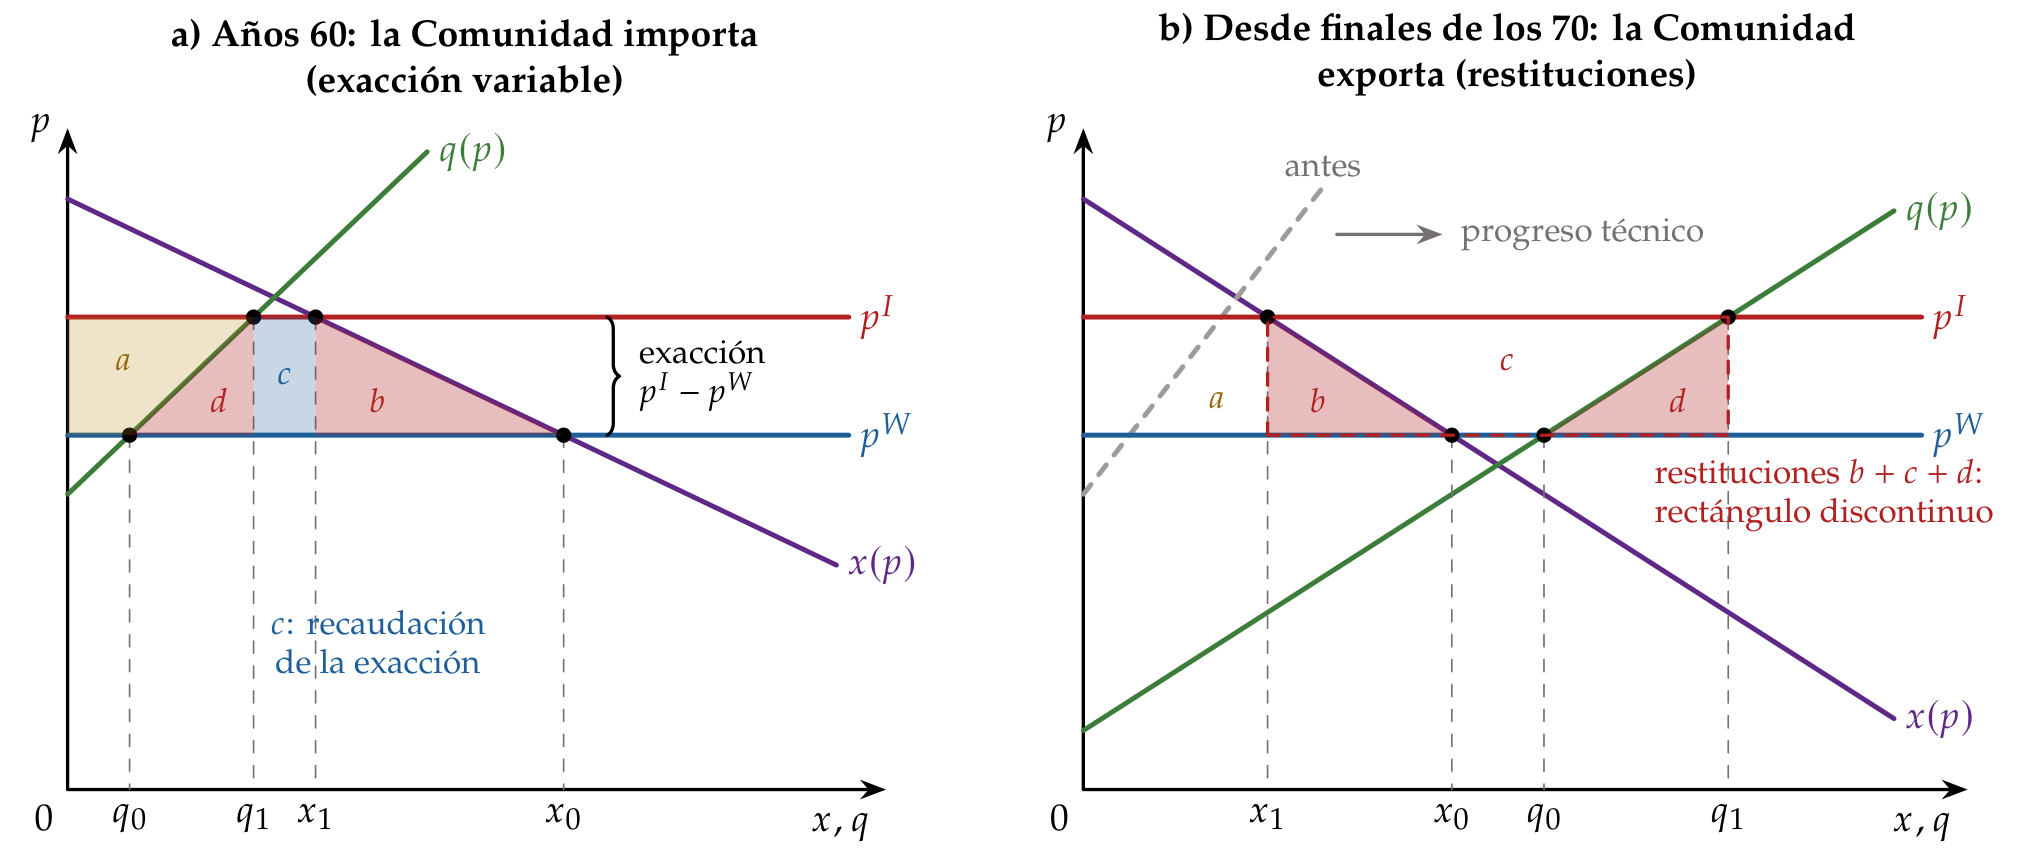 a) Años 60: la Comunidad importa
(exacción variable)
p
q(p)
p^I
a
d
c
b
exacción
p^I − p^W
p^W
x(p)
c: recaudación
de la exacción
0
q_0
q_1
x_1
x_0
x, q
b) Desde finales de los 70: la Comunidad
exporta (restituciones)
p
antes
progreso técnico
q(p)
p^I
a
b
c
d
p^W
restituciones b + c + d:
rectángulo discontinuo
x(p)
0
x_1
x_0
q_0
q_1
x, q